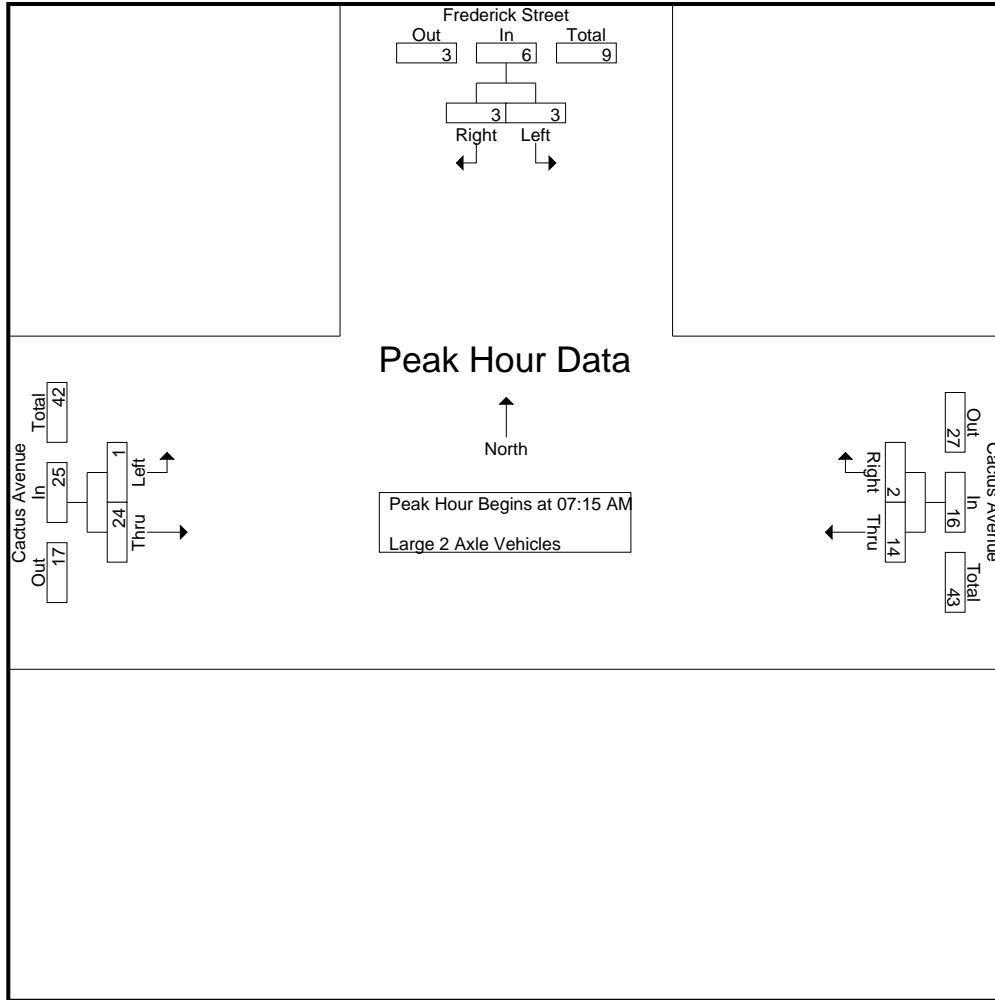 Frederick Street
Out In Total
3 6 9
3 3
Right Left
Peak Hour Data
North
Peak Hour Begins at 07:15 AM
Large 2 Axle Vehicles
Cactus Avenue
Total In Out
42 25 17
1 24
Left Thru
Cactus Avenue
Out In Total
27 16 43
2 14
Right Thru